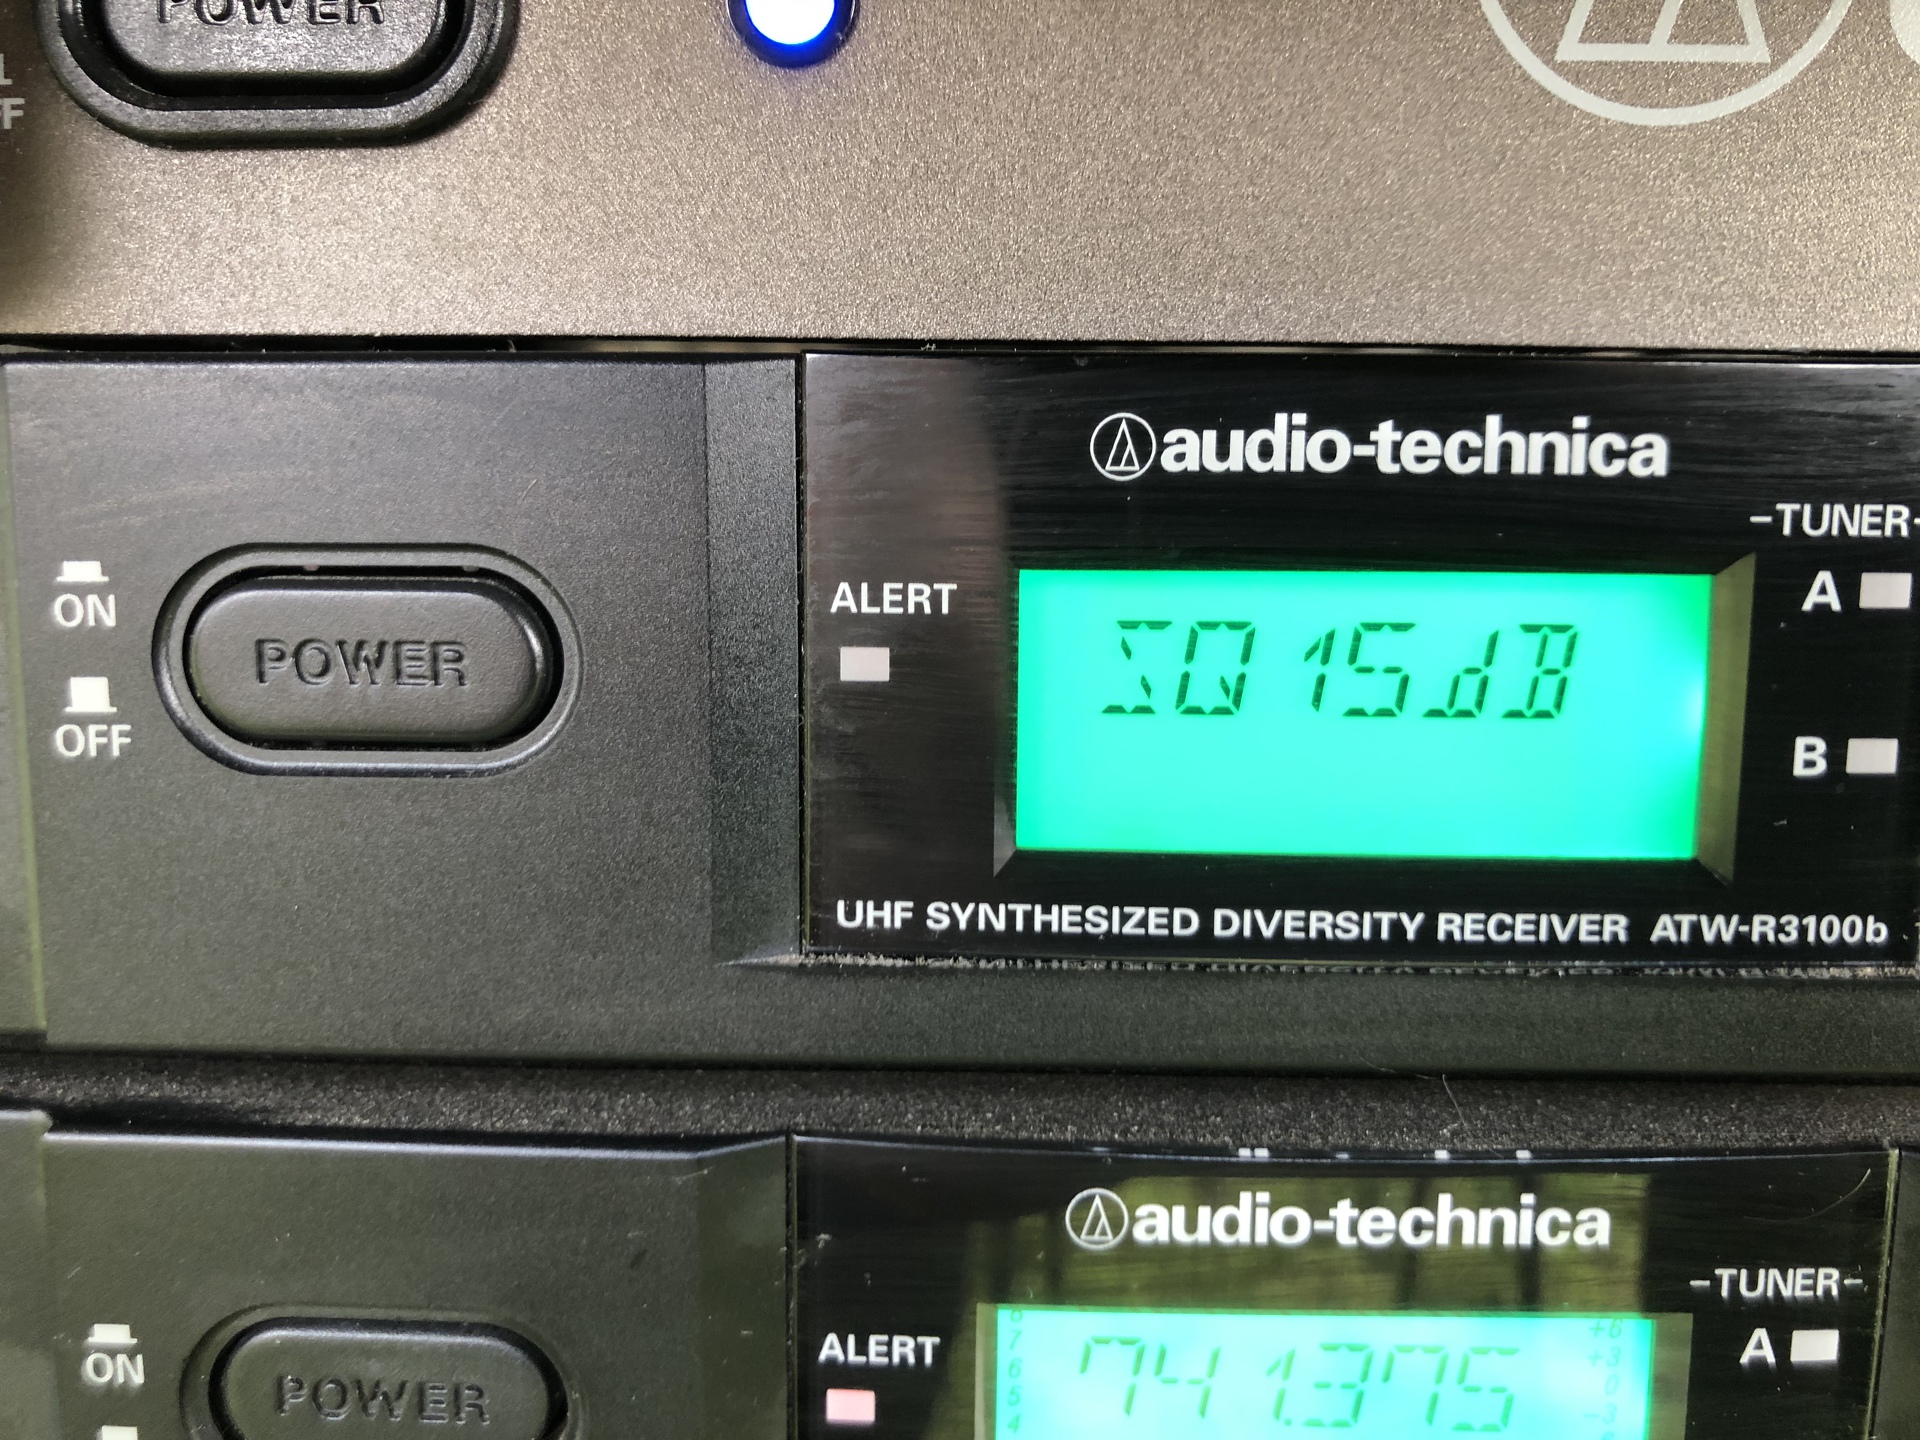 POWER
audio-technica
-TUNER-
ON
ALERT
A
SQ 15dB
POWER
OFF
B
UHF SYNTHESIZED DIVERSITY RECEIVER ATW-R3100b
audio-technica
-TUNER-
ON
ALERT
A
741.375
POWER